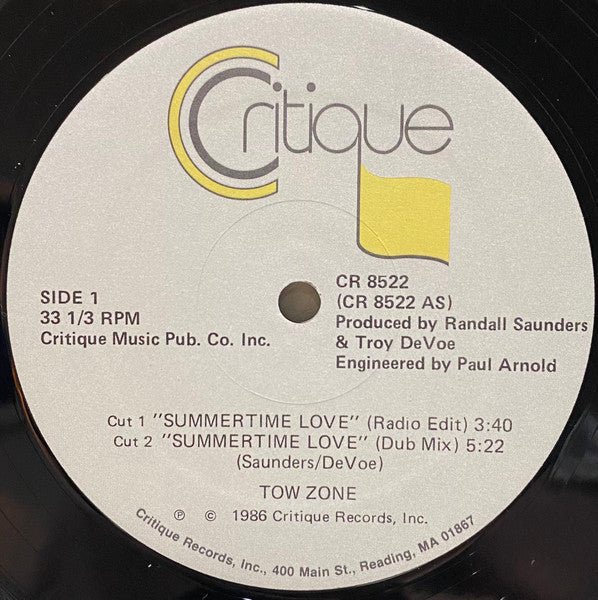 Critique
SIDE 1
33 1/3 RPM
Critique Music Pub. Co. Inc.
CR 8522
(CR 8522 AS)
Produced by Randall Saunders
& Troy DeVoe
Engineered by Paul Arnold
Cut 1 "SUMMERTIME LOVE" (Radio Edit) 3:40
Cut 2 "SUMMERTIME LOVE" (Dub Mix) 5:22
(Saunders/DeVoe)
TOW ZONE
℗ © 1986 Critique Records, Inc.
Critique Records, Inc., 400 Main St., Reading, MA 01867